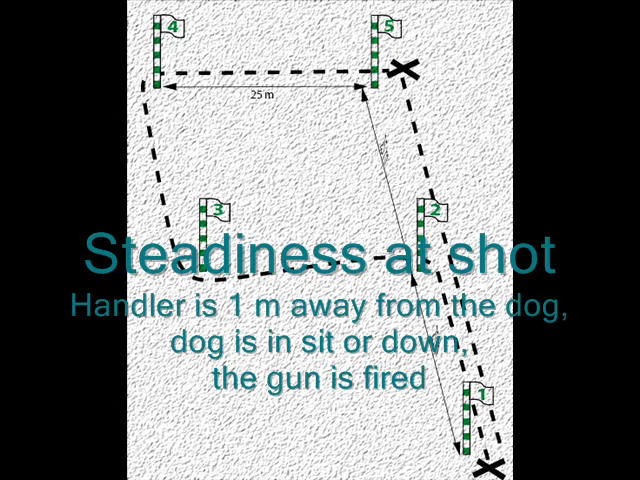 4
5
25 m
3
2
Steadiness at shot
Handler is 1 m away from the dog,
dog is in sit or down,
the gun is fired
1